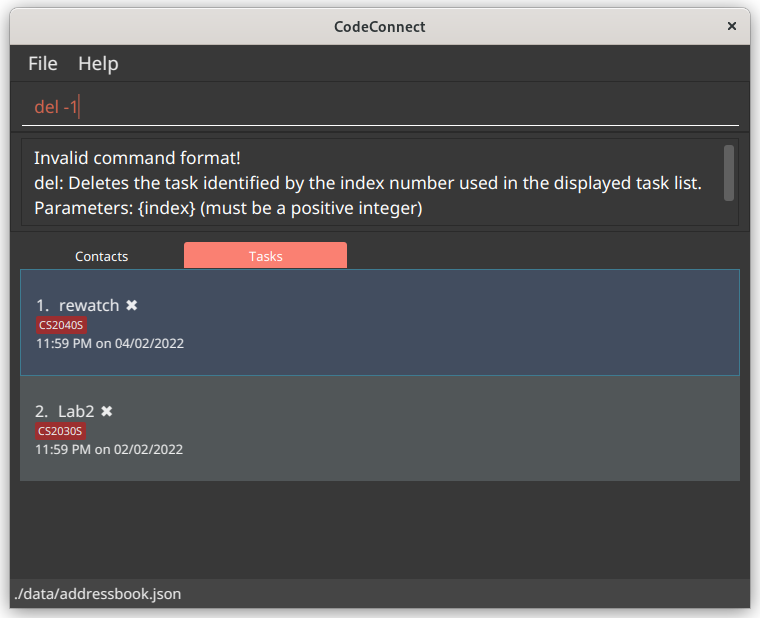 CodeConnect
File Help
del -1
Invalid command format!
del: Deletes the task identified by the index number used in the displayed task list.
Parameters: {index} (must be a positive integer)
Contacts Tasks
1. rewatch ✖
CS2040S
11:59 PM on 04/02/2022
2. Lab2 ✖
CS2030S
11:59 PM on 02/02/2022
./data/addressbook.json